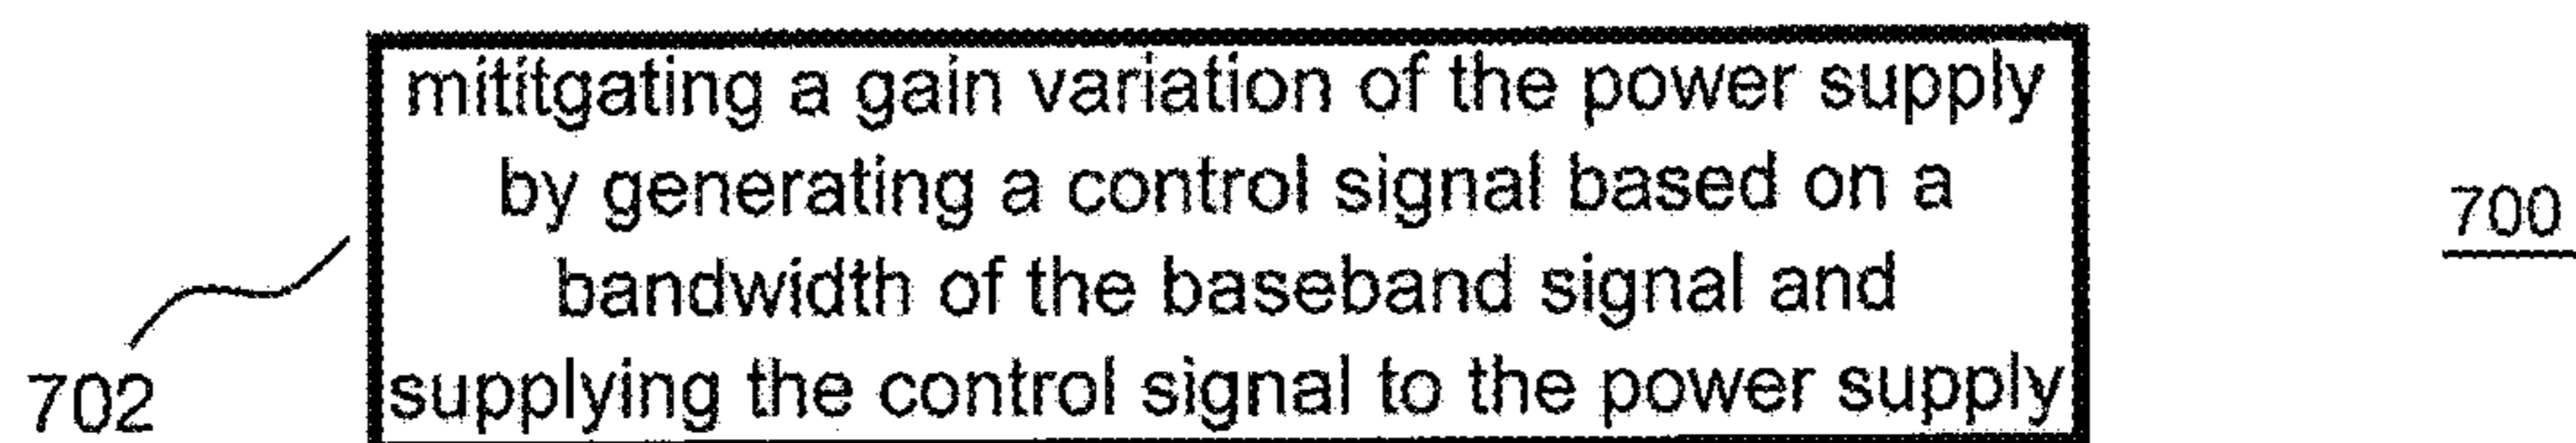 mititgating a gain variation of the power supply
by generating a control signal based on a
700
bandwidth of the baseband signal and
supplying the control signal to the power supply
702